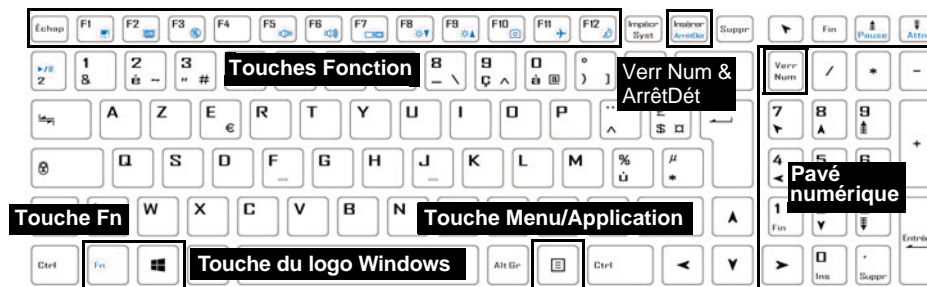 Échap F1 F2 F3 F4 F5 F6 F7 F8 F9 F10 F11 F12 Impécr Syst Insérer ArrêtDéf Suppr Fin Pause Attn
2 1 & 2 é ~ 3 " # Touches Fonction 8 _ \ 9 ç ^ 0 à @ ° ) ] Verr Num & ArrêtDét Verr Num / * -
A Z E € R T Y U I O P ¨ ^ £ $ ¤ 7 8 9 +
Q S D F G H J K L M % ù µ * 4 5 6 Pavé numérique
Touche Fn W X C V B N Touche Menu/Application 1 Fin Entrée
Ctrl Fn Touche du logo Windows Alt Gr Ctrl 0 Ins . Suppr